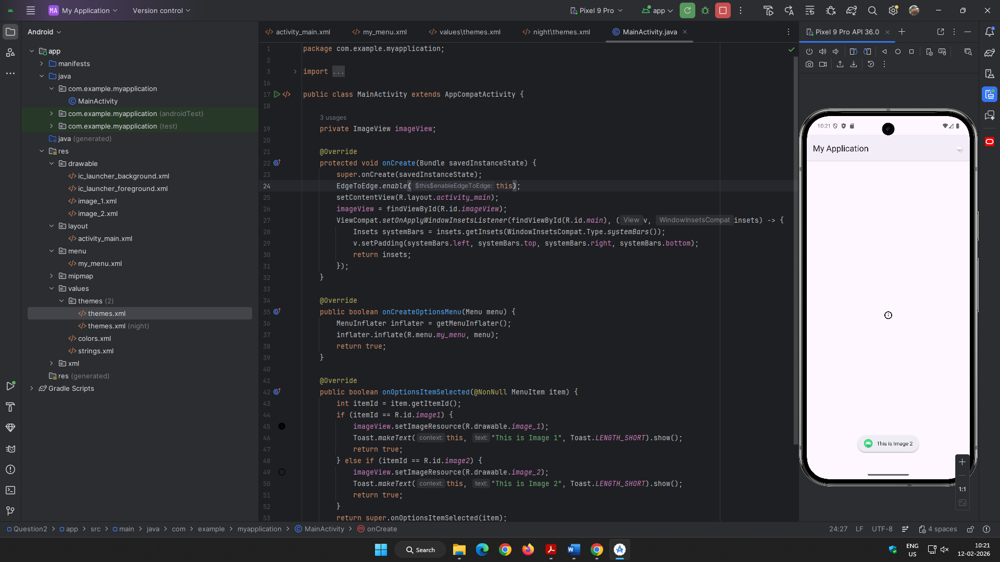 MA My Application
Version control
Pixel 9 Pro
app
Android
app
manifests
java
com.example.myapplication
MainActivity
com.example.myapplication (androidTest)
com.example.myapplication (test)
java (generated)
res
drawable
ic_launcher_background.xml
ic_launcher_foreground.xml
image_1.xml
image_2.xml
layout
activity_main.xml
menu
my_menu.xml
mipmap
values
themes (2)
themes.xml
themes.xml (night)
colors.xml
strings.xml
xml
res (generated)
Gradle Scripts
activity_main.xml
my_menu.xml
values\themes.xml
night\themes.xml
MainActivity.java
1 package com.example.myapplication;
2
3 import ...
16
17 public class MainActivity extends AppCompatActivity {
18
3 usages
19 private ImageView imageView;
20
21 @Override
22 protected void onCreate(Bundle savedInstanceState) {
23 super.onCreate(savedInstanceState);
24 EdgeToEdge.enable( $this$enableEdgeToEdge: this);
25 setContentView(R.layout.activity_main);
26 imageView = findViewById(R.id.imageView);
27 ViewCompat.setOnApplyWindowInsetsListener(findViewById(R.id.main), ( View v, WindowInsetsCompat insets) -> {
28 Insets systemBars = insets.getInsets(WindowInsetsCompat.Type.systemBars());
29 v.setPadding(systemBars.left, systemBars.top, systemBars.right, systemBars.bottom);
30 return insets;
31 });
32 }
33
34 @Override
35 public boolean onCreateOptionsMenu(Menu menu) {
36 MenuInflater inflater = getMenuInflater();
37 inflater.inflate(R.menu.my_menu, menu);
38 return true;
39 }
40
41 @Override
42 public boolean onOptionsItemSelected(@NonNull MenuItem item) {
43 int itemId = item.getItemId();
44 if (itemId == R.id.image1) {
45 imageView.setImageResource(R.drawable.image_1);
46 Toast.makeText( context: this, text: "This is Image 1", Toast.LENGTH_SHORT).show();
47 return true;
48 } else if (itemId == R.id.image2) {
49 imageView.setImageResource(R.drawable.image_2);
50 Toast.makeText( context: this, text: "This is Image 2", Toast.LENGTH_SHORT).show();
51 return true;
52 }
53 return super.onOptionsItemSelected(item);
Pixel 9 Pro API 36.0
10:21
My Application
This is Image 2
1:1
Question2 > app > src > main > java > com > example > myapplication > MainActivity > onCreate
24:27 LF UTF-8 4 spaces
Search
ENG
US
10:21
12-02-2026